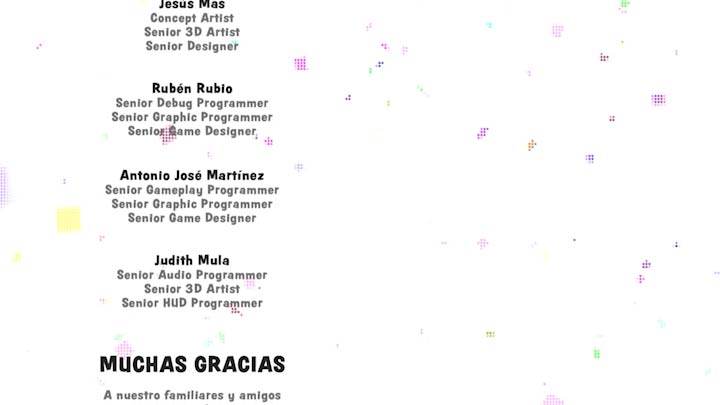 Jesús Mas
Concept Artist
Senior 3D Artist
Senior Designer
Rubén Rubio
Senior Debug Programmer
Senior Graphic Programmer
Senior Game Designer
Antonio José Martínez
Senior Gameplay Programmer
Senior Graphic Programmer
Senior Game Designer
Judith Mula
Senior Audio Programmer
Senior 3D Artist
Senior HUD Programmer
MUCHAS GRACIAS
A nuestro familiares y amigos